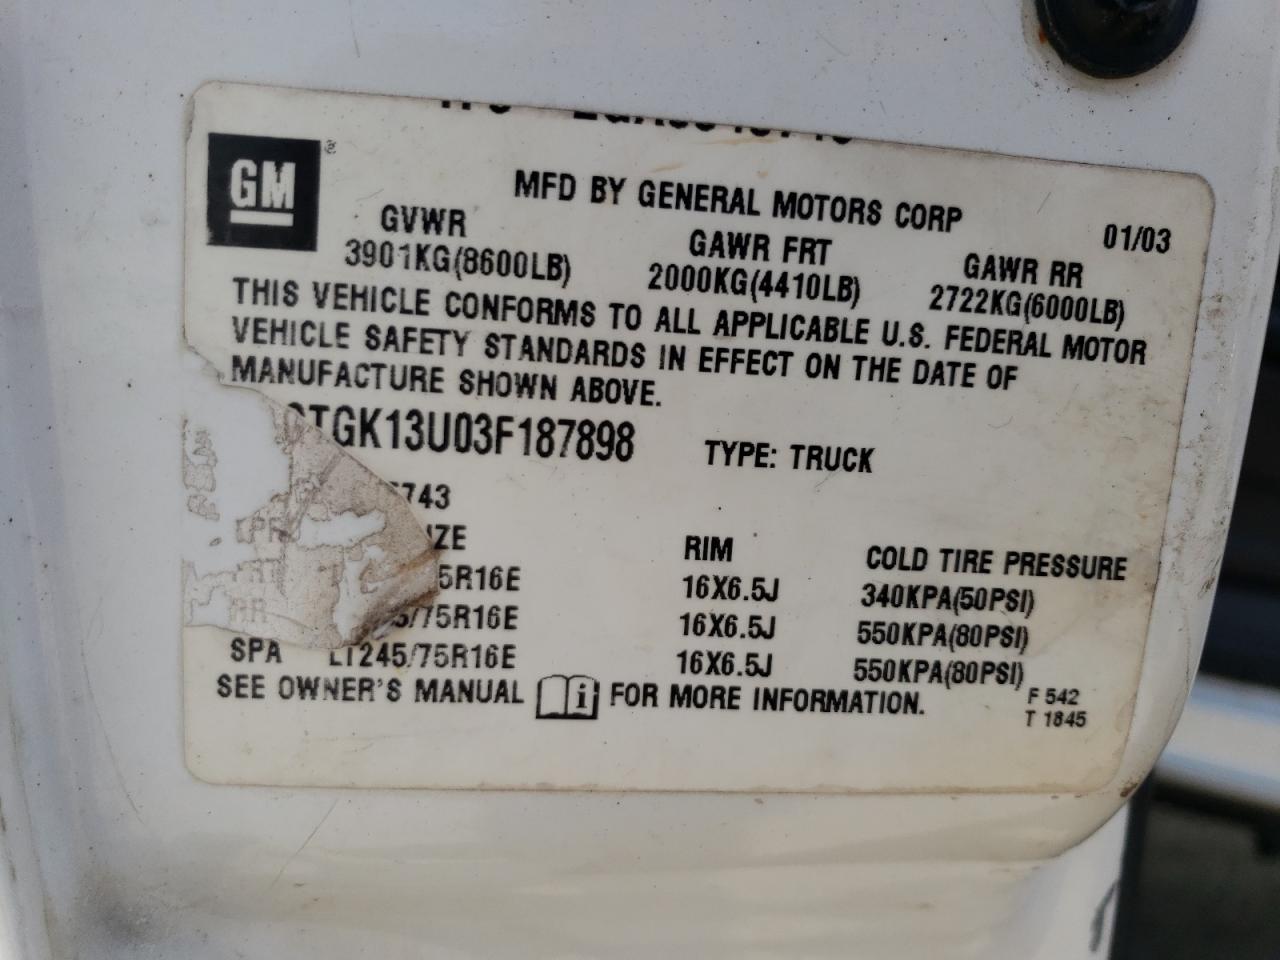 GM
MFD BY GENERAL MOTORS CORP 01/03
GVWR GAWR FRT GAWR RR
3901KG(8600LB) 2000KG(4410LB) 2722KG(6000LB)
THIS VEHICLE CONFORMS TO ALL APPLICABLE U.S. FEDERAL MOTOR
VEHICLE SAFETY STANDARDS IN EFFECT ON THE DATE OF
MANUFACTURE SHOWN ABOVE.
TGK13U03F187898 TYPE: TRUCK
743
IZE RIM COLD TIRE PRESSURE
5R16E 16X6.5J 340KPA(50PSI)
RR 5/75R16E 16X6.5J 550KPA(80PSI)
SPA LT245/75R16E 16X6.5J 550KPA(80PSI)
SEE OWNER'S MANUAL i FOR MORE INFORMATION.
F 542
T 1845